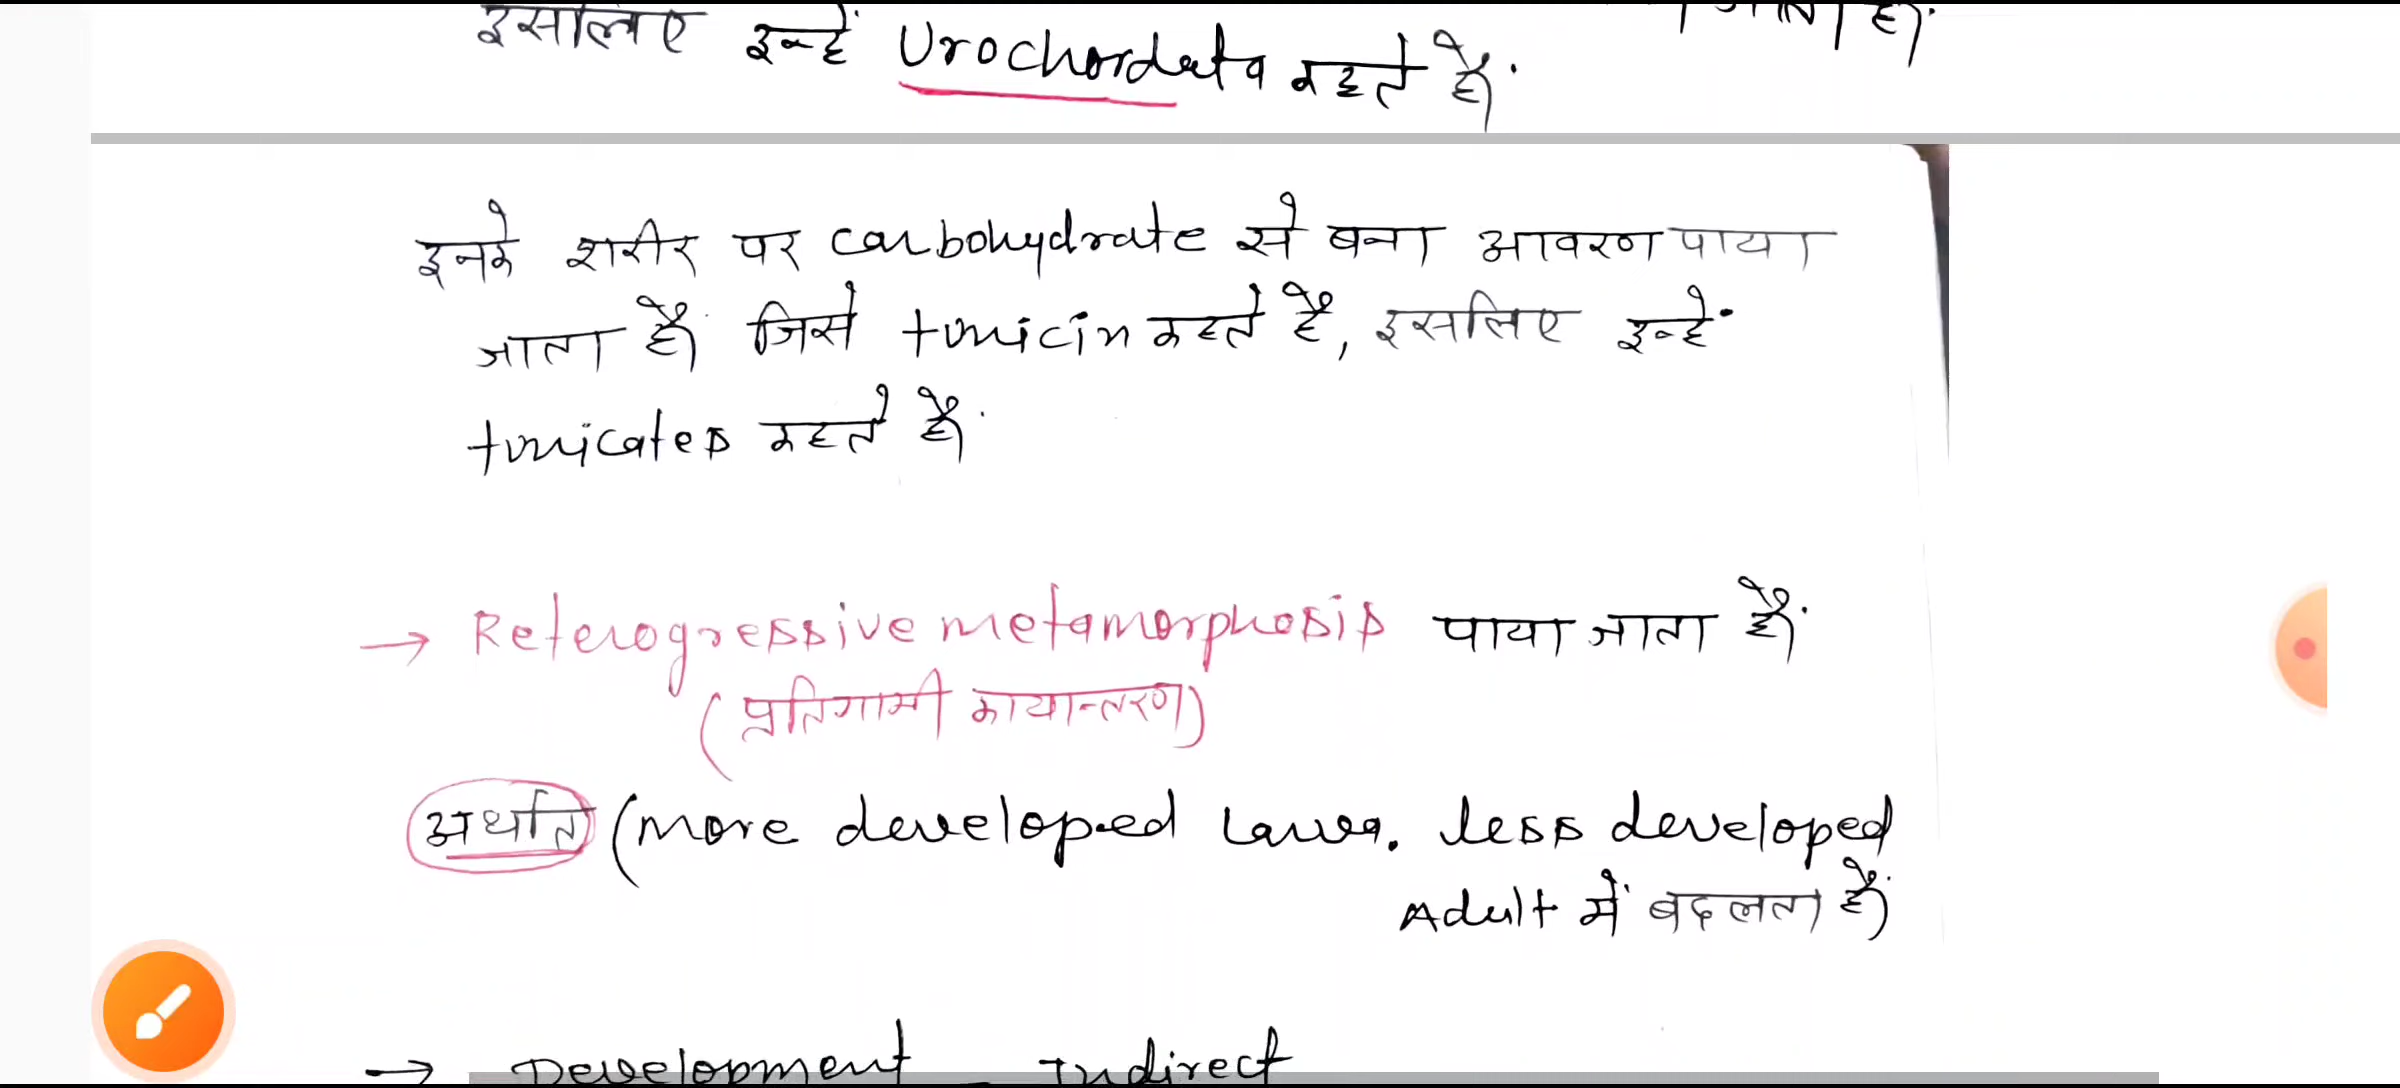 इसलिए इन्हें Urochordata कहते हैं.
इनके शरीर पर carbohydrate से बना आवरण पाया
जाता हैं जिसे tunicin कहते हैं, इसलिए इन्हें
tunicates कहते हैं.
→ Reterogressive metamorphosis पाया जाता हैं.
(प्रतिगामी कायान्तरण)
अर्थात (more developed Larva. less developed
Adult में बदलता हैं
→ Development - Indirect